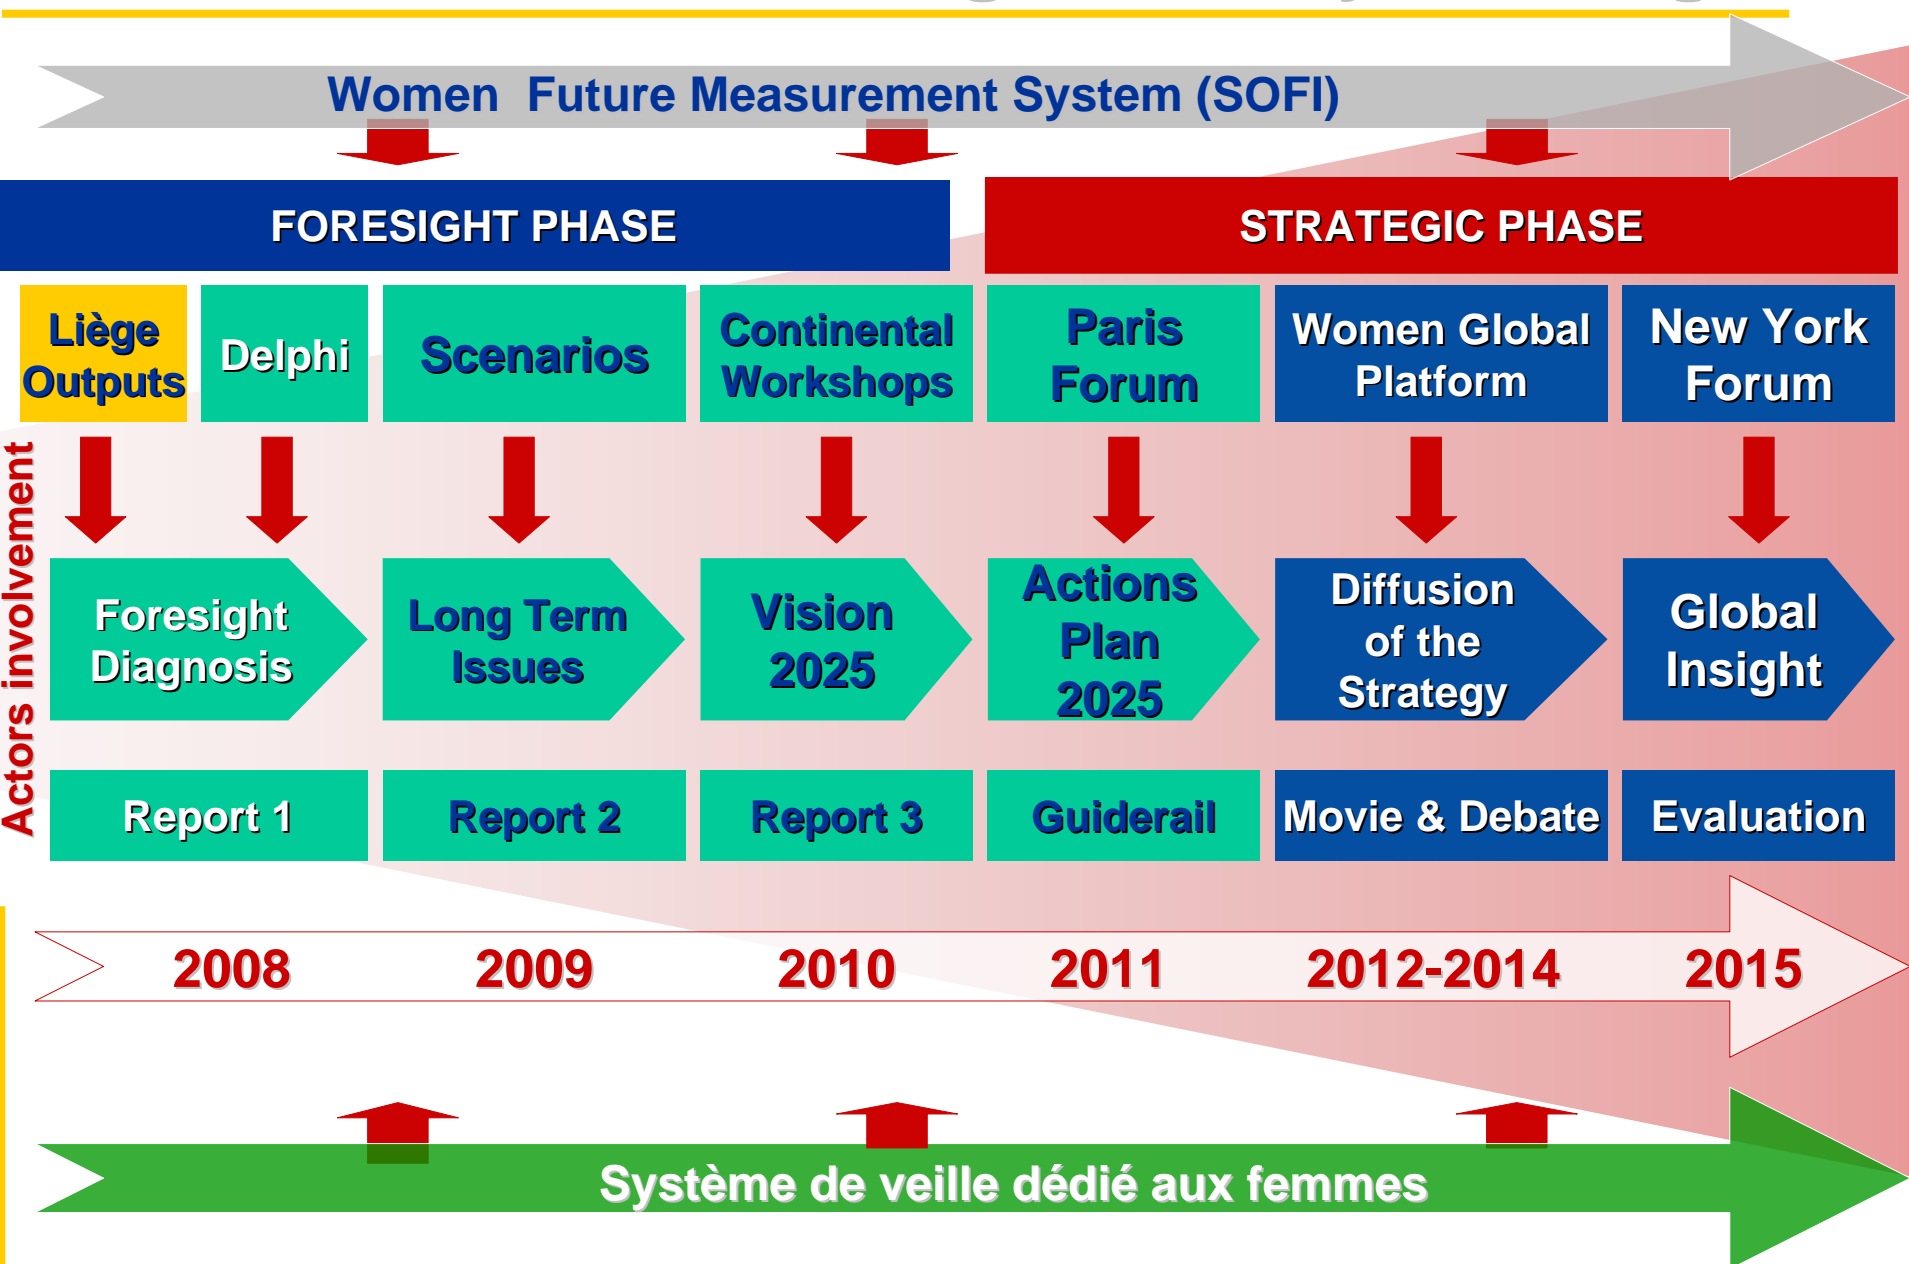 Women Future Measurement System (SOFI)
FORESIGHT PHASE
STRATEGIC PHASE
Liège
Outputs
Delphi
Scenarios
Continental
Workshops
Paris
Forum
Women Global
Platform
New York
Forum
Actors involvement
Foresight
Diagnosis
Long Term
Issues
Vision
2025
Actions
Plan
2025
Diffusion
of the
Strategy
Global
Insight
Report 1
Report 2
Report 3
Guiderail
Movie & Debate
Evaluation
2008
2009
2010
2011
2012-2014
2015
Système de veille dédié aux femmes